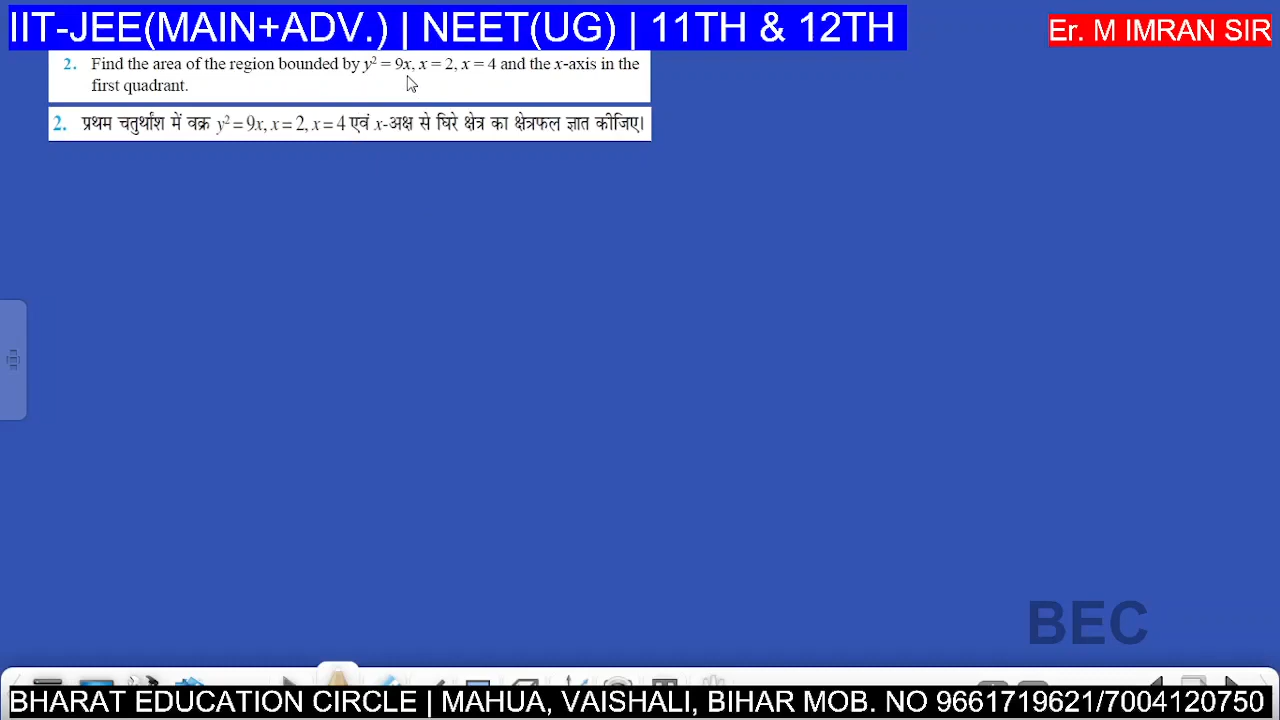 IIT-JEE(MAIN+ADV.) | NEET(UG) | 11TH & 12TH
Er. M IMRAN SIR
2. Find the area of the region bounded by y² = 9x, x = 2, x = 4 and the x-axis in the
first quadrant.
2. प्रथम चतुर्थांश में वक्र y² = 9x, x = 2, x = 4 एवं x-अक्ष से घिरे क्षेत्र का क्षेत्रफल ज्ञात कीजिए।
BEC
BHARAT EDUCATION CIRCLE | MAHUA, VAISHALI, BIHAR MOB. NO 9661719621/7004120750